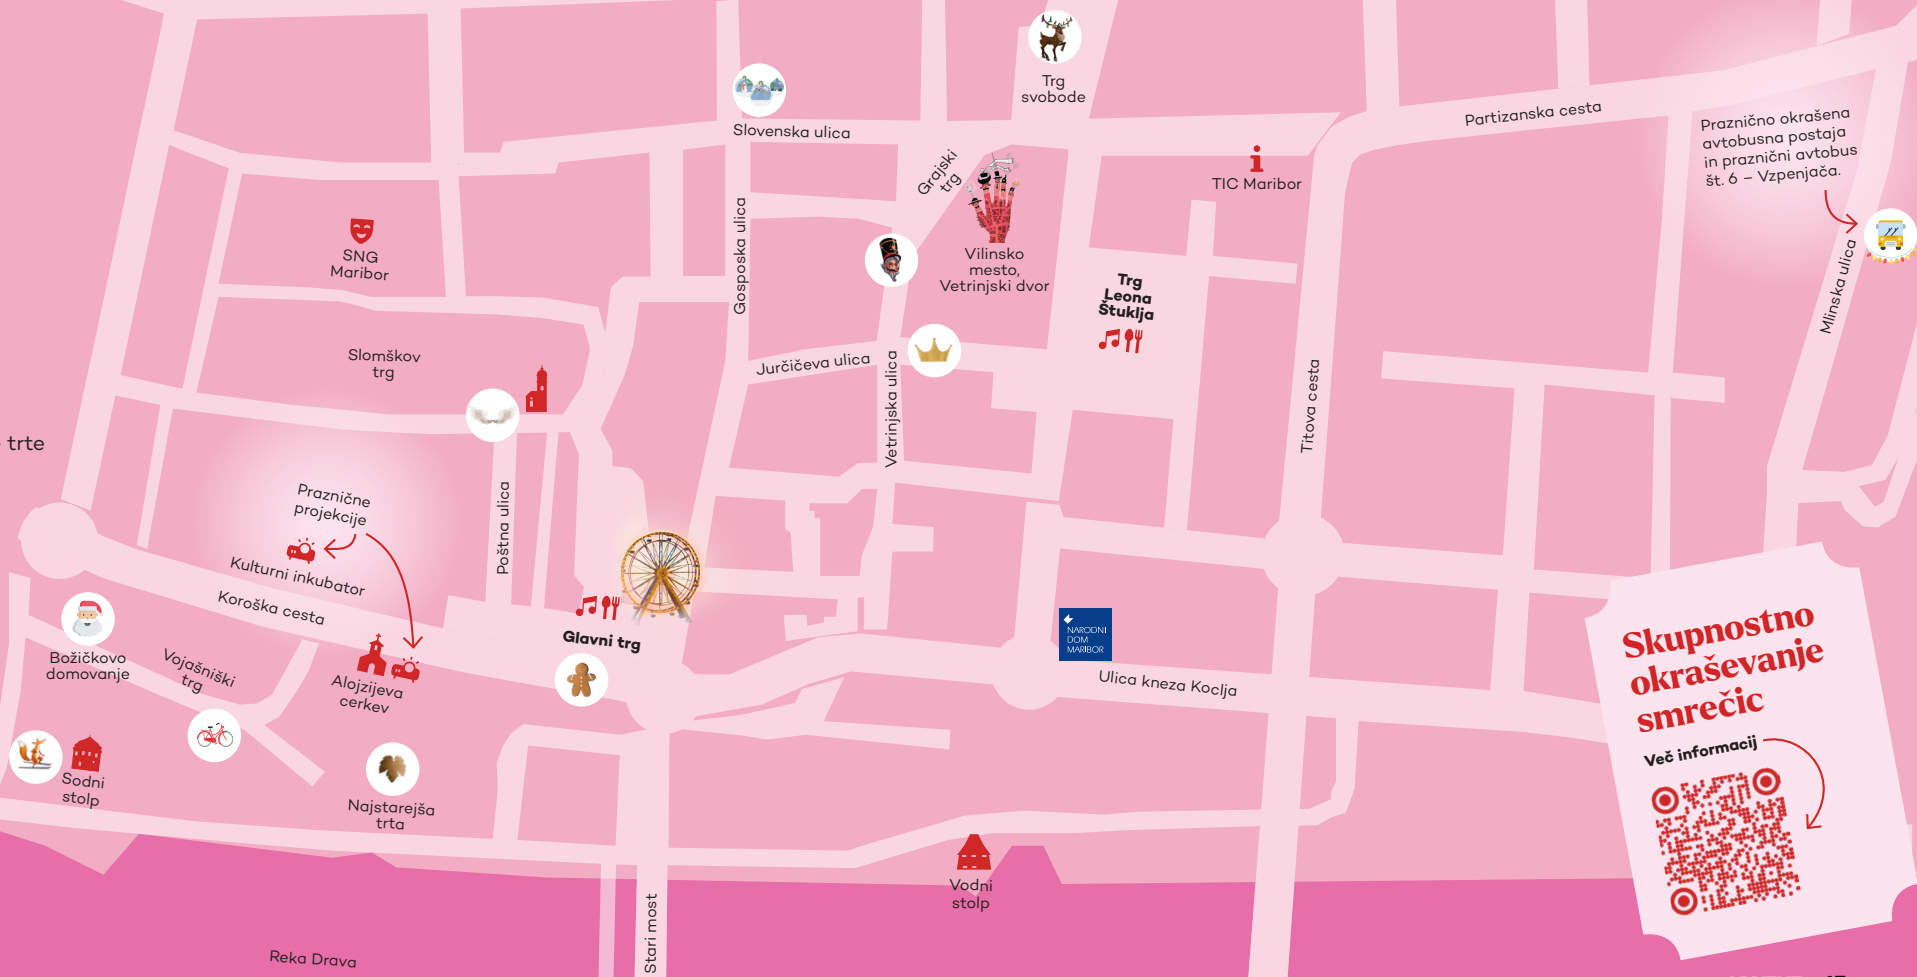 Trg
svobode
Slovenska ulica
Partizanska cesta
Praznično okrašena
avtobusna postaja
in praznični avtobus
št. 6 – Vzpenjača.
Grajski
trg
TIC Maribor
SNG
Maribor
Gosposka ulica
Vilinsko
mesto,
Vetrinjski dvor
Trg
Leona
Štuklja
Mlinska ulica
Slomškov
trg
Jurčičeva ulica
Vetrinjska ulica
Titova cesta
trte
Praznične
projekcije
Poštna ulica
Kulturni inkubator
Koroška cesta
Glavni trg
NARODNI
DOM
MARIBOR
Božičkovo
domovanje
Vojašniški
trg
Alojzijeva
cerkev
Ulica kneza Koclja
Skupnostno
okraševanje
smrečic
Več informacij
Sodni
stolp
Najstarejša
trta
Vodni
stolp
Stari most
Reka Drava